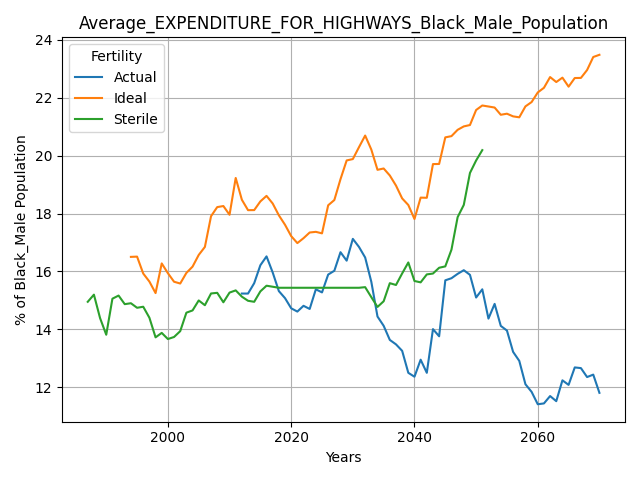 Average_EXPENDITURE_FOR_HIGHWAYS_Black_Male_Population
Fertility
Actual
Ideal
Sterile
% of Black_Male Population
24
22
20
18
16
14
12
2000 2020 2040 2060
Years